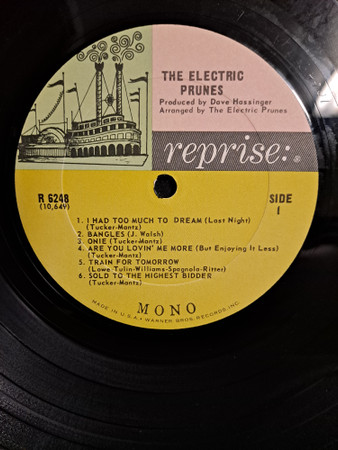 THE ELECTRIC
PRUNES
Produced by Dave Hassinger
Arranged by The Electric Prunes
reprise:®
R 6248
(10,649)
SIDE
1
1. I HAD TOO MUCH TO DREAM (Last Night)
(Tucker-Mantz)
2. BANGLES (J. Walsh)
3. ONIE (Tucker-Mantz)
4. ARE YOU LOVIN' ME MORE (But Enjoying It Less)
(Tucker-Mantz)
5. TRAIN FOR TOMORROW
(Lowe-Tulin-Williams-Spagnola-Ritter)
6. SOLD TO THE HIGHEST BIDDER
(Tucker-Mantz)
MONO
MADE IN U.S.A. • WARNER BROS. RECORDS, INC.